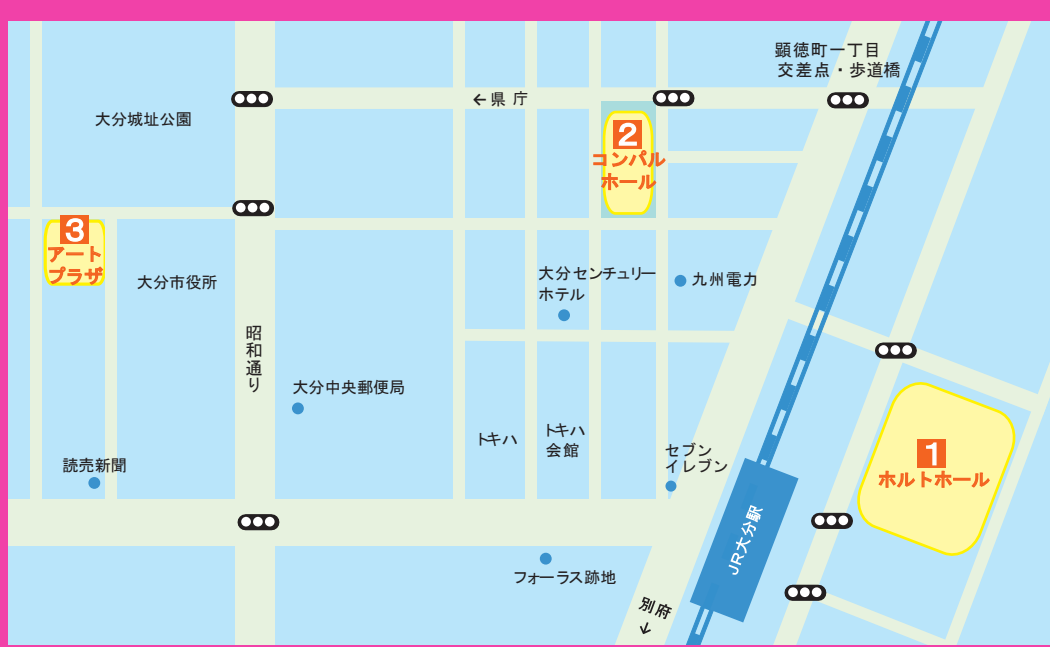 顕徳町一丁目
交差点・歩道橋
←県庁
大分城址公園
2
コンパル
ホール
3
アート
プラザ
大分市役所
大分センチュリー
ホテル
九州電力
昭和通り
大分中央郵便局
トキハ
トキハ
会館
セブン
イレブン
読売新聞
1
ホルトホール
JR大分駅
フォーラス跡地
別府
↓